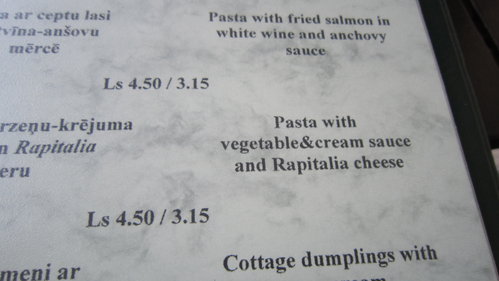 a ar ceptu lasi
vīna-anšovu
mērcē
Pasta with fried salmon in
white wine and anchovy
sauce
Ls 4.50 / 3.15
rzeņu-krējuma
n Rapitalia
eru
Pasta with
vegetable&cream sauce
and Rapitalia cheese
Ls 4.50 / 3.15
meņi ar
Cottage dumplings with